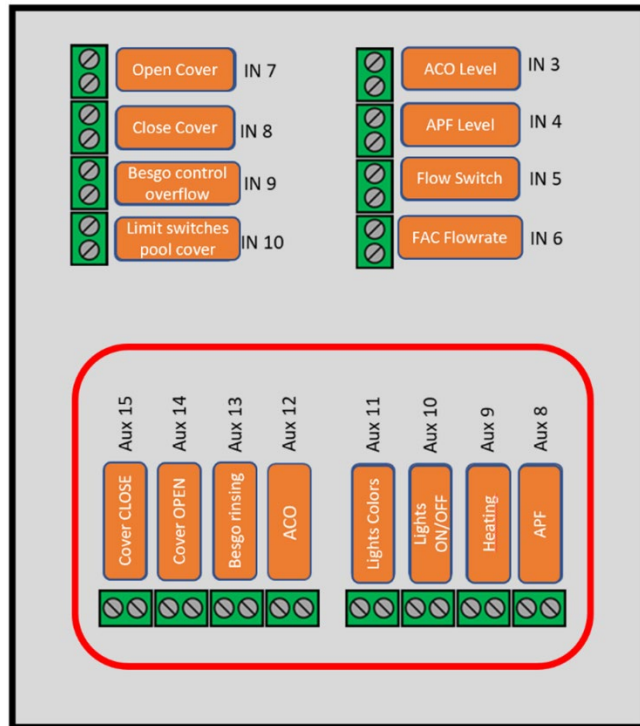 Open Cover
IN 7
Close Cover
IN 8
Besgo control
overflow
IN 9
Limit switches
pool cover
IN 10
ACO Level
IN 3
APF Level
IN 4
Flow Switch
IN 5
FAC Flowrate
IN 6
Aux 15
Aux 14
Aux 13
Aux 12
Aux 11
Aux 10
Aux 9
Aux 8
Cover CLOSE
Cover OPEN
Besgo rinsing
ACO
Lights Colors
Lights
ON/OFF
Heating
APF